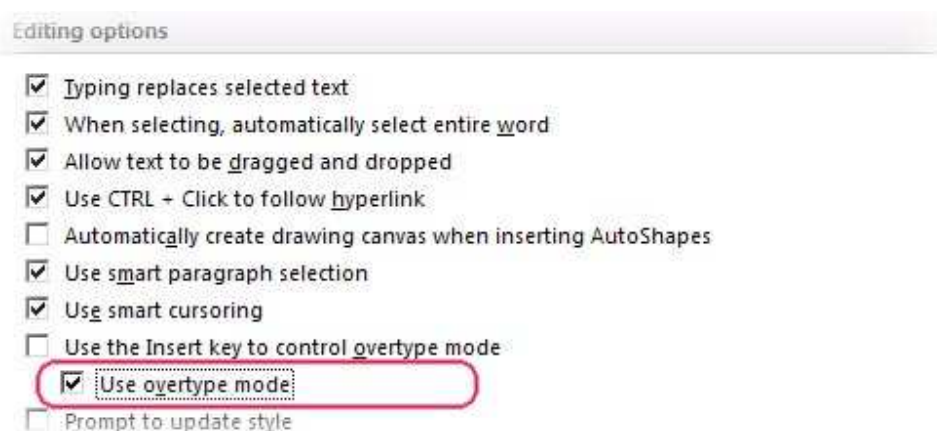 Editing options
Typing replaces selected text
When selecting, automatically select entire word
Allow text to be dragged and dropped
Use CTRL + Click to follow hyperlink
Automatically create drawing canvas when inserting AutoShapes
Use smart paragraph selection
Use smart cursoring
Use the Insert key to control overtype mode
Use overtype mode
Prompt to update style